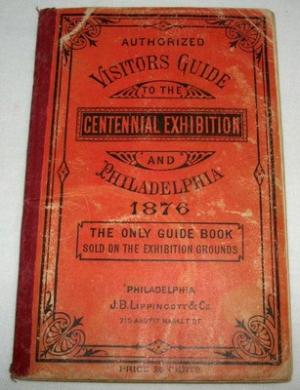 AUTHORIZED
VISITORS GUIDE
TO THE
CENTENNIAL EXHIBITION
AND
PHILADELPHIA
1876
THE ONLY GUIDE BOOK
SOLD ON THE EXHIBITION GROUNDS
PHILADELPHIA
J.B. LIPPINCOTT & CO.
715 AND 717 MARKET ST
PRICE 25 CENTS